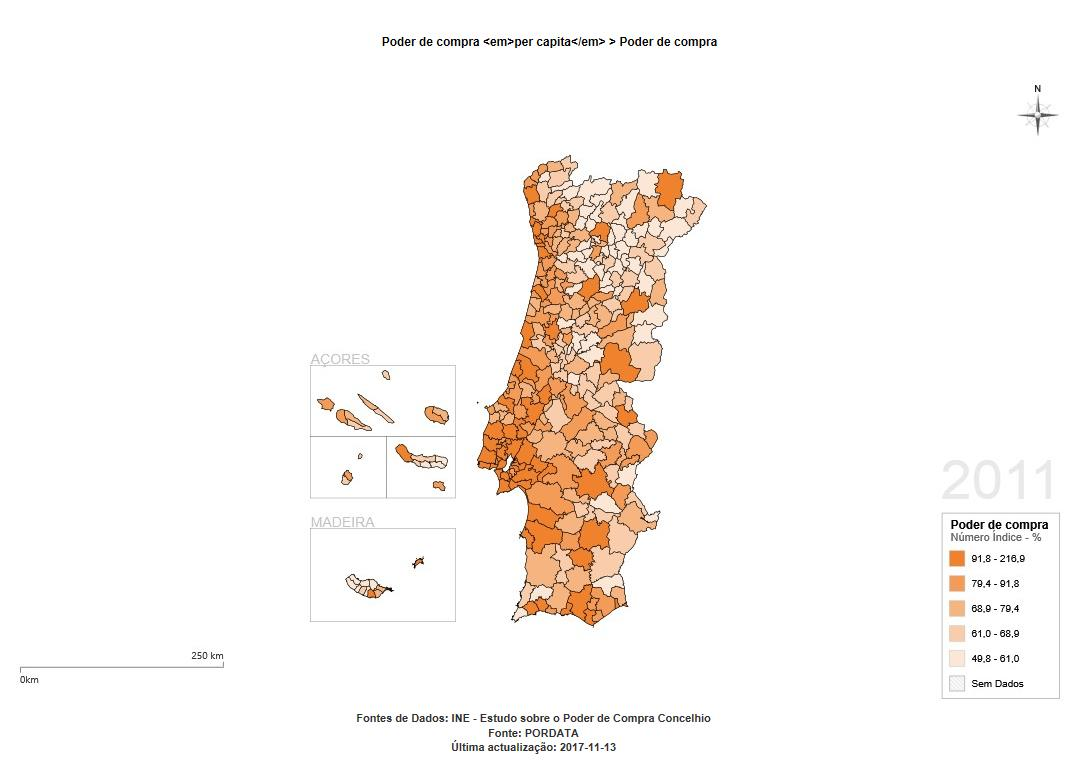 Poder de compra <em>per capita</em> > Poder de compra
N
AÇORES
MADEIRA
2011
Poder de compra
Número Índice - %
91,8 - 216,9
79,4 - 91,8
68,9 - 79,4
61,0 - 68,9
49,8 - 61,0
Sem Dados
250 km
0km
Fontes de Dados: INE - Estudo sobre o Poder de Compra Concelhio
Fonte: PORDATA
Última actualização: 2017-11-13